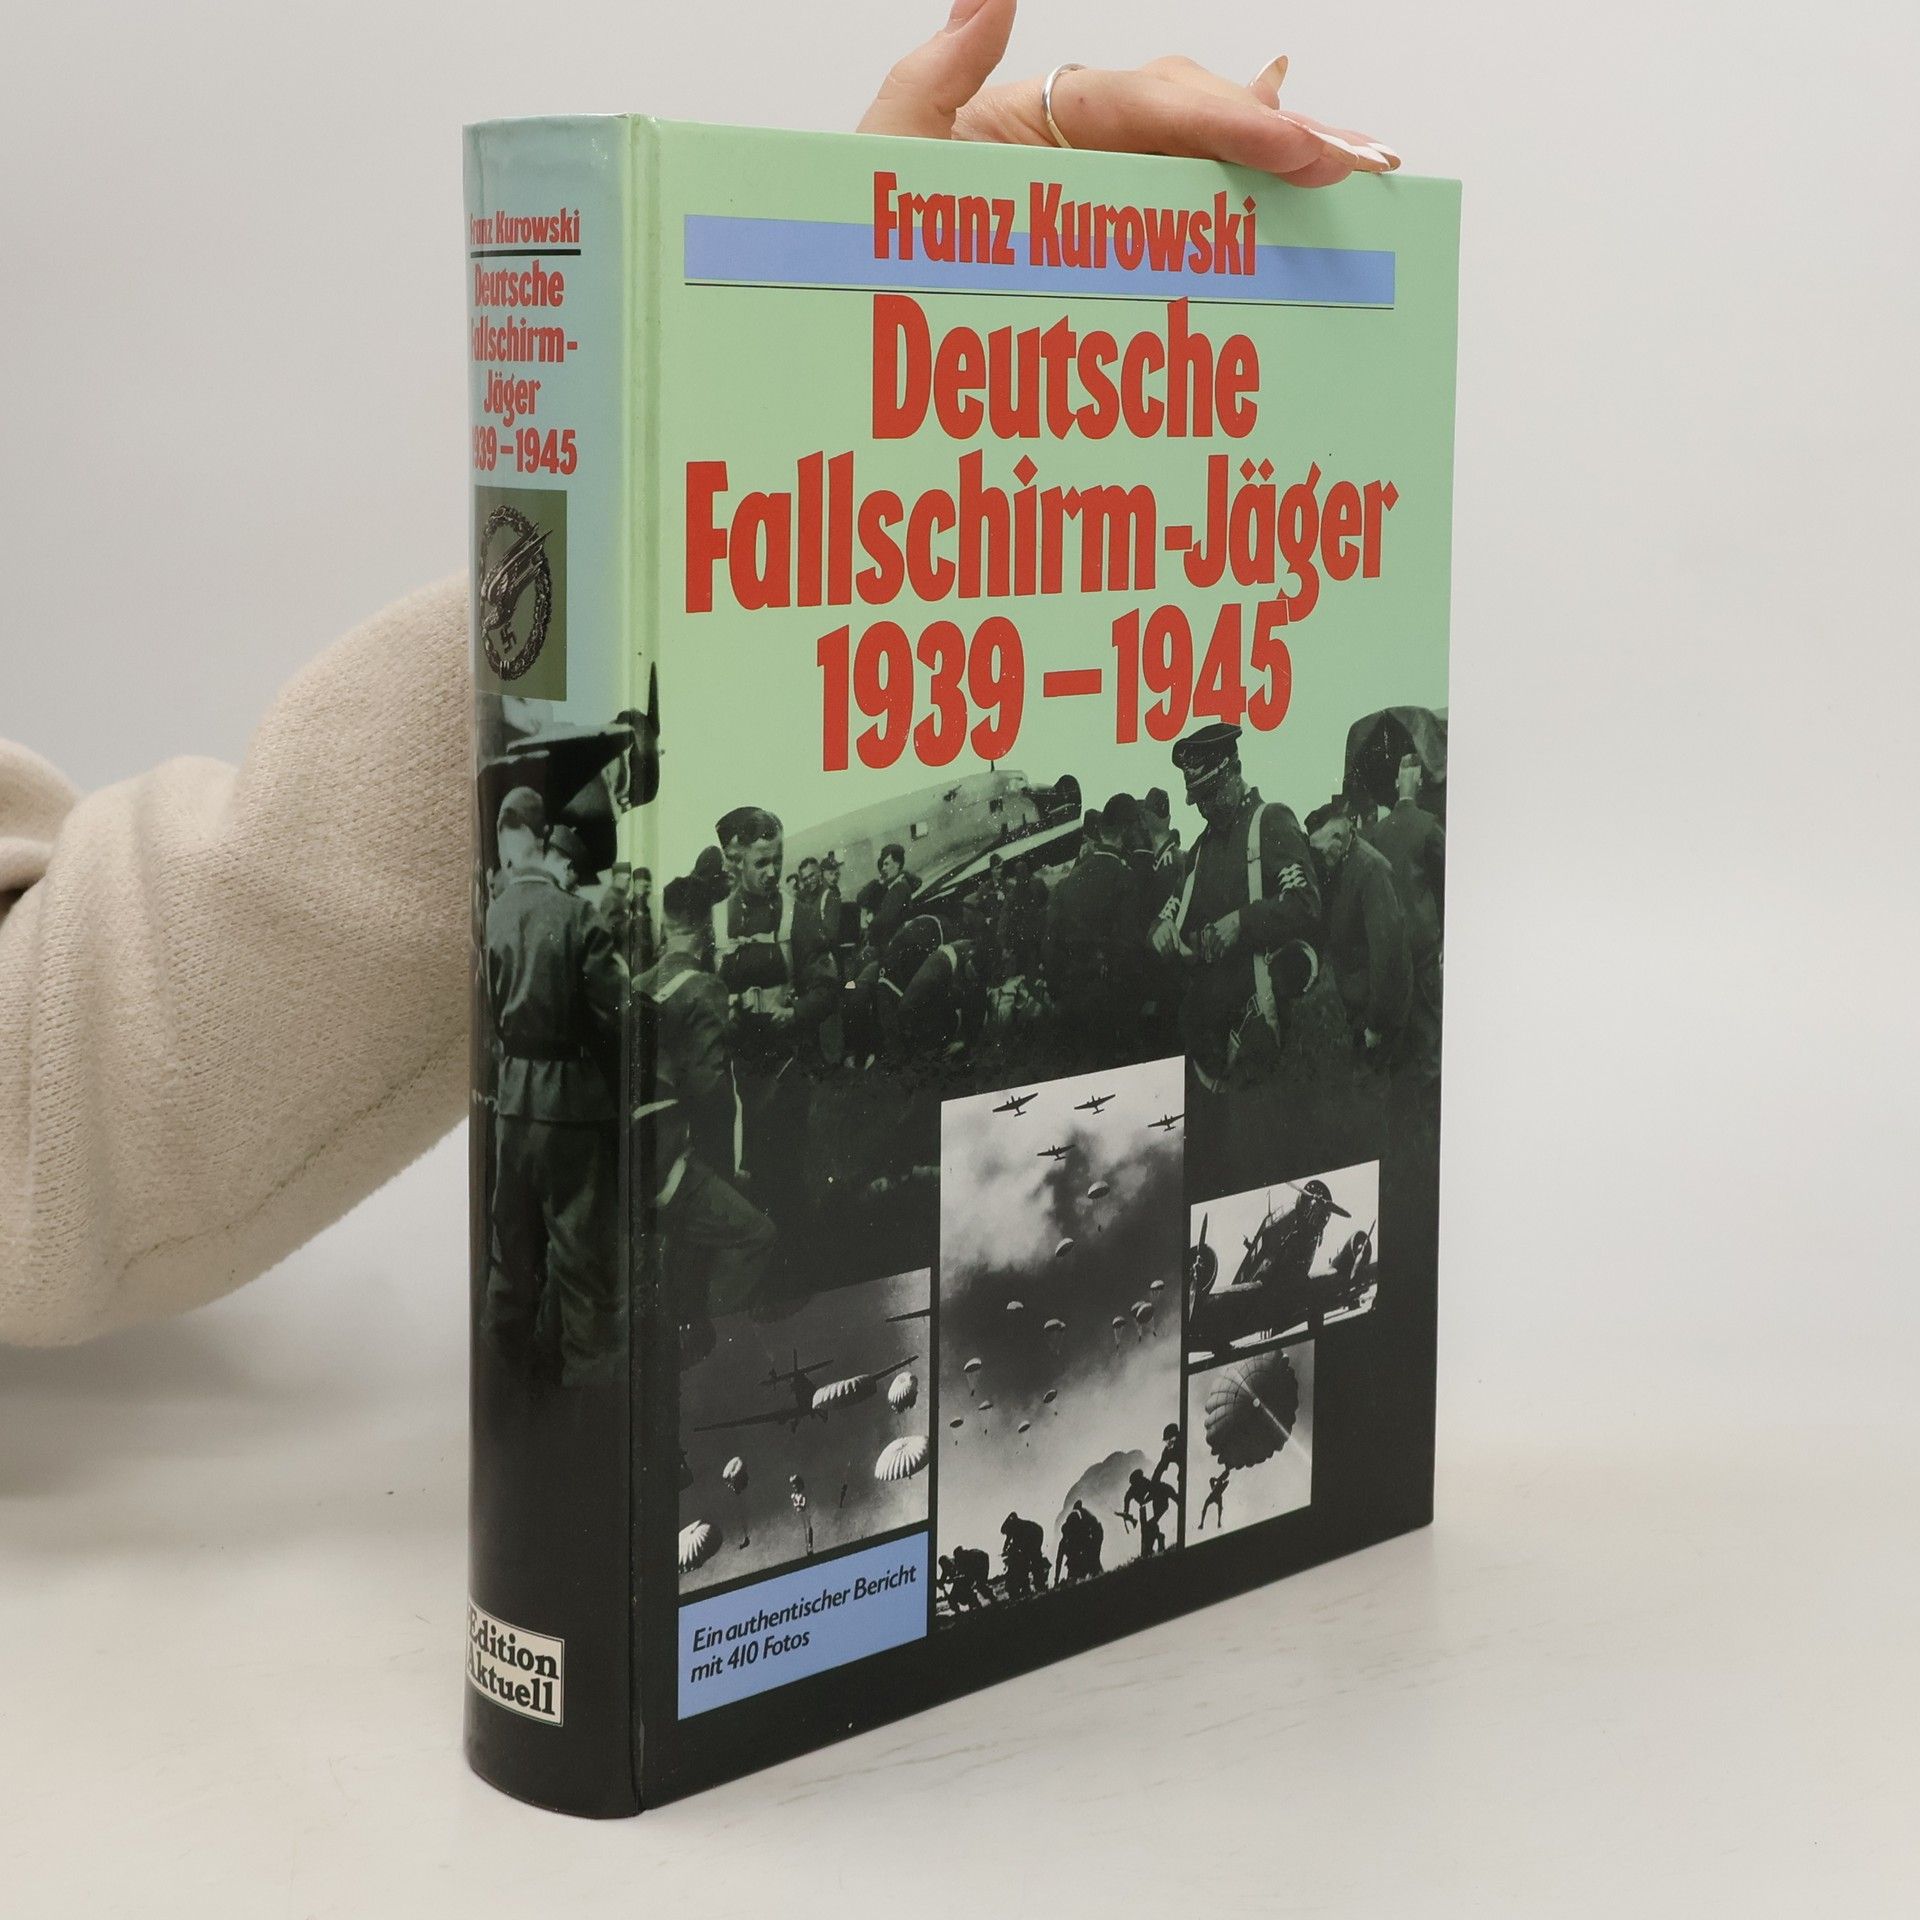 Franz Kurowski
Deutsche
Fallschirm-Jäger
1939–1945
Ein authentischer Bericht
mit 410 Fotos
Franz Kurowski
Deutsche
Fallschirm-
Jäger
1939–1945
Edition
Aktuell